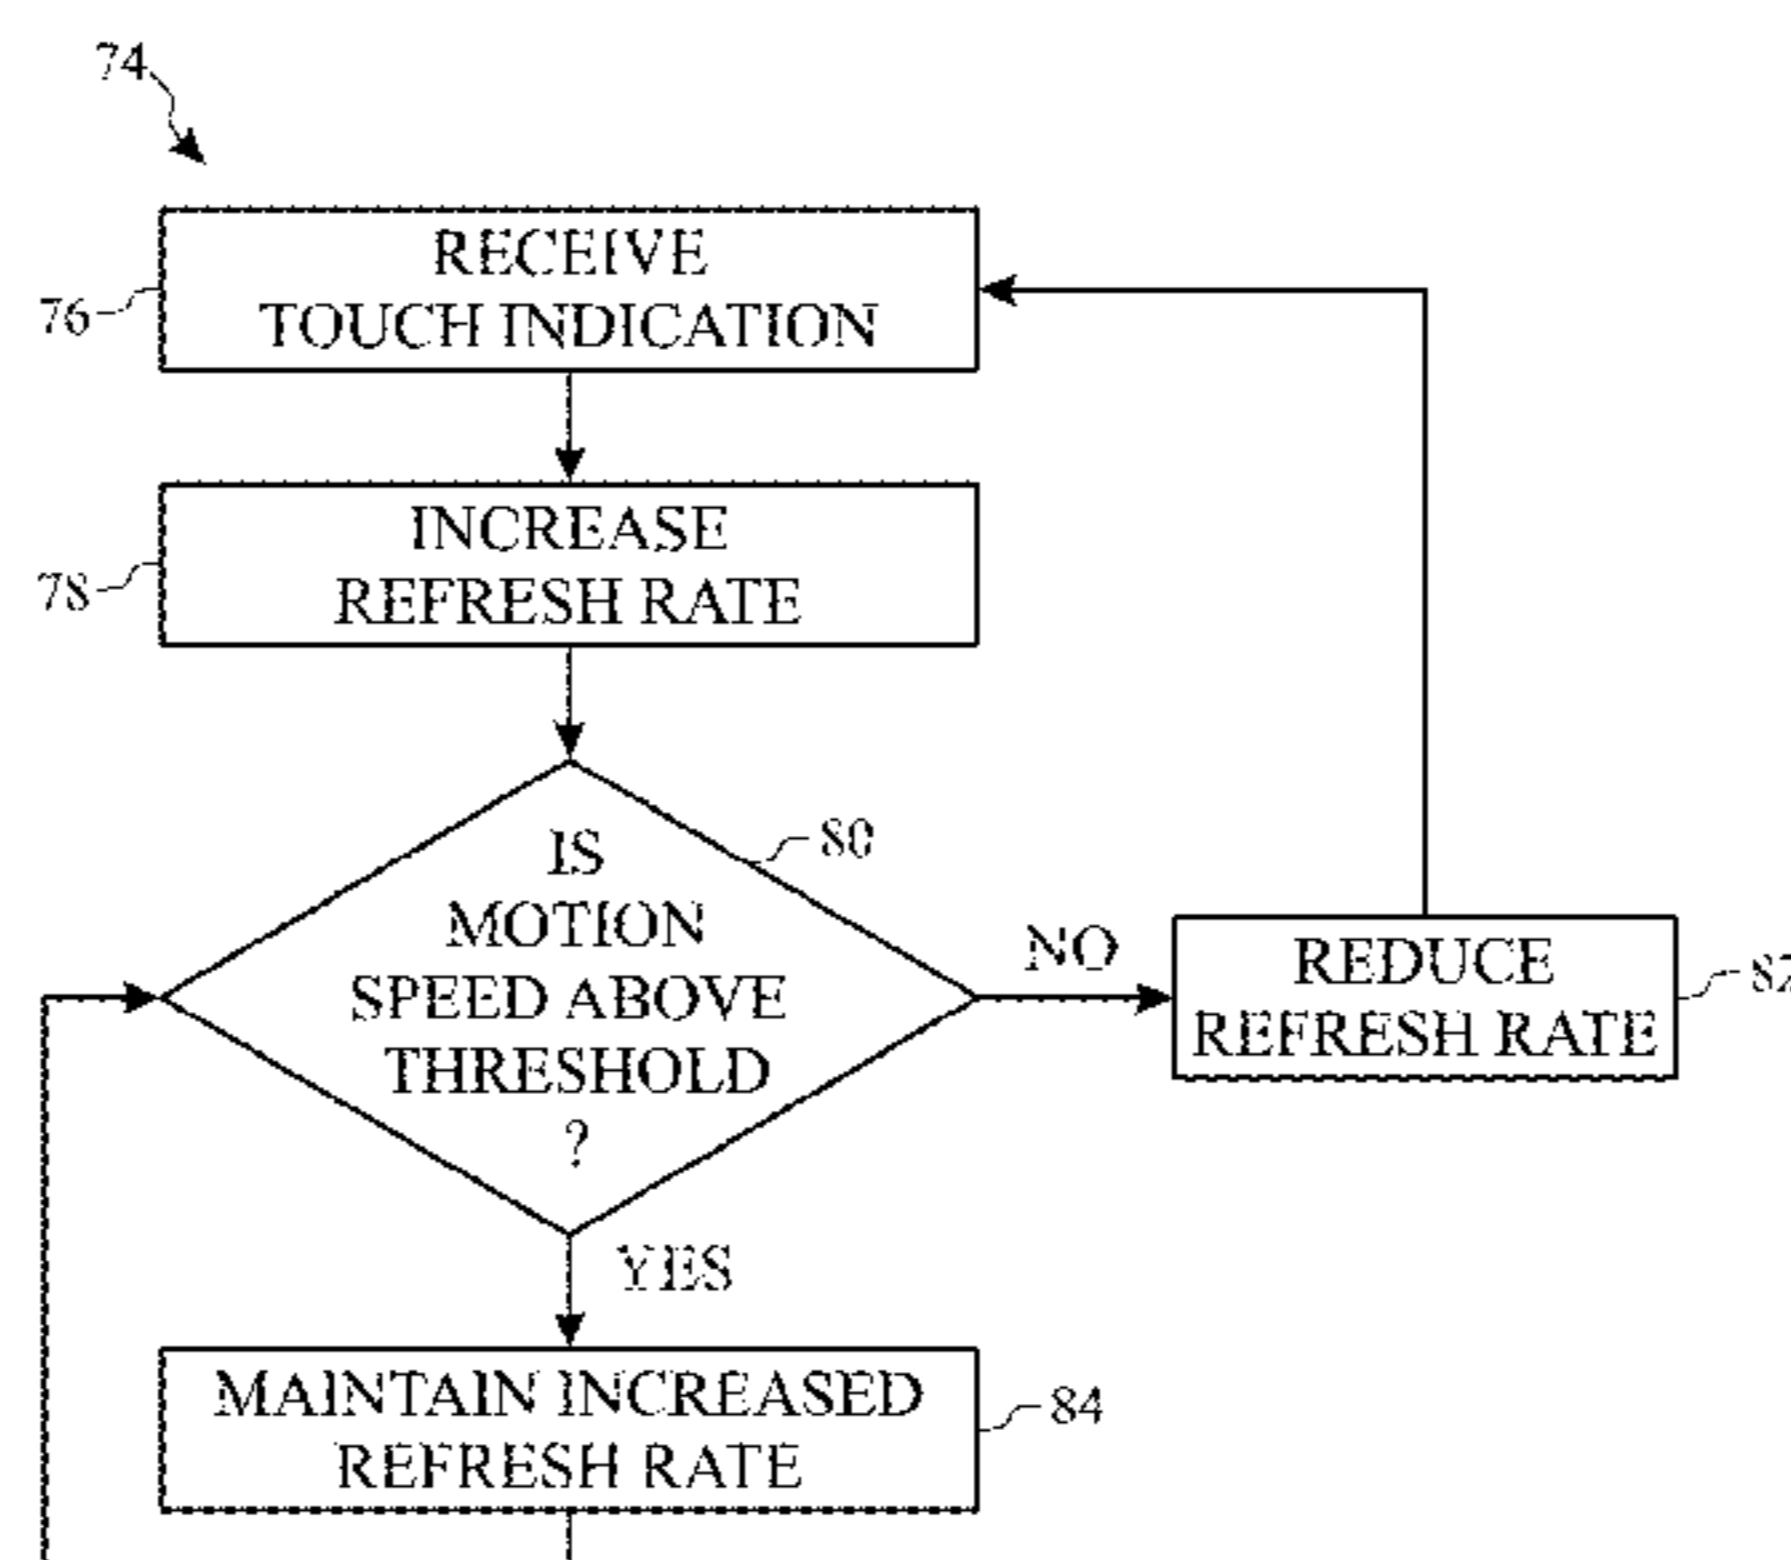 74
RECEIVE
TOUCH INDICATION
76
INCREASE
REFRESH RATE
78
IS
MOTION
SPEED ABOVE
THRESHOLD
?
80
NO
REDUCE
REFRESH RATE
82
YES
MAINTAIN INCREASED
REFRESH RATE
84